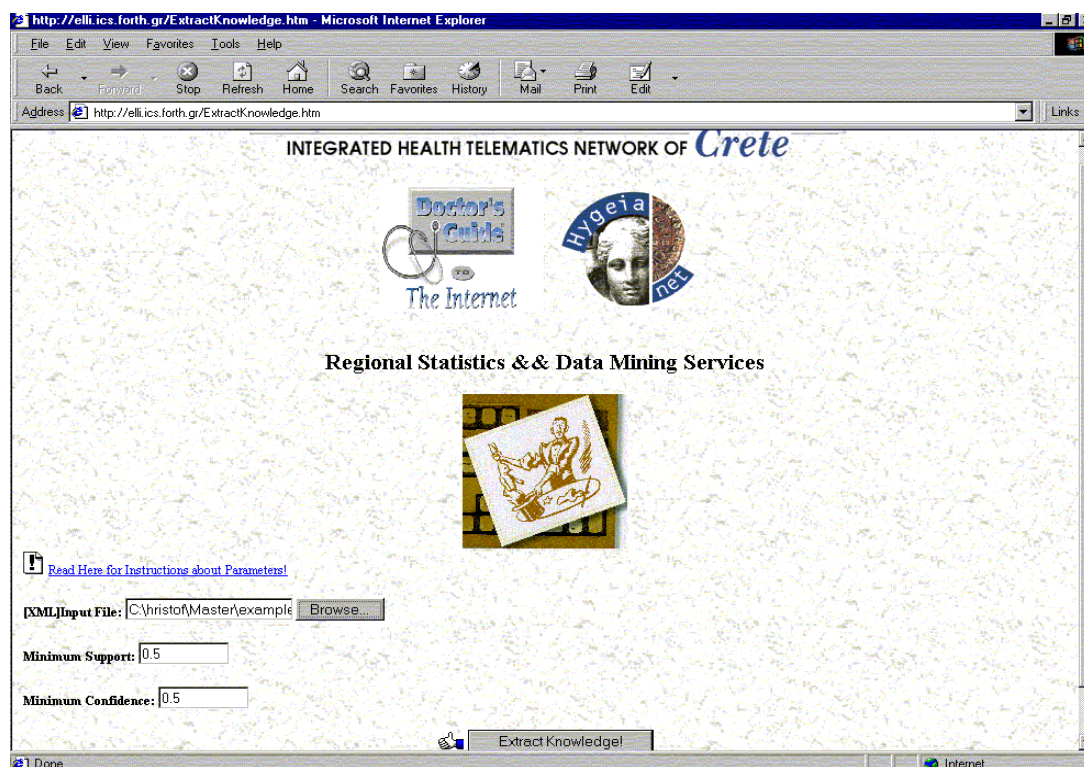 http://elli.ics.forth.gr/ExtractKnowledge.htm - Microsoft Internet Explorer
File Edit View Favorites Tools Help
Back Forward Stop Refresh Home Search Favorites History Mail Print Edit
Address http://elli.ics.forth.gr/ExtractKnowledge.htm Links
INTEGRATED HEALTH TELEMATICS NETWORK OF Crete
Doctor's
Guide
TO
The Internet
Hygeia
net
Regional Statistics && Data Mining Services
Read Here for Instructions about Parameters!
[XML]Input File: C:\hristof\Master\example Browse...
Minimum Support: 0.5
Minimum Confidence: 0.5
Extract Knowledge!
Done Internet